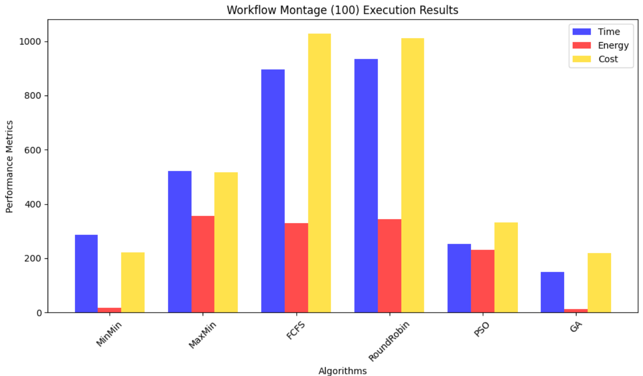 Workflow Montage (100) Execution Results
Time
Energy
Cost
Performance Metrics
1000
800
600
400
200
0
MinMin
MaxMin
FCFS
RoundRobin
PSO
GA
Algorithms